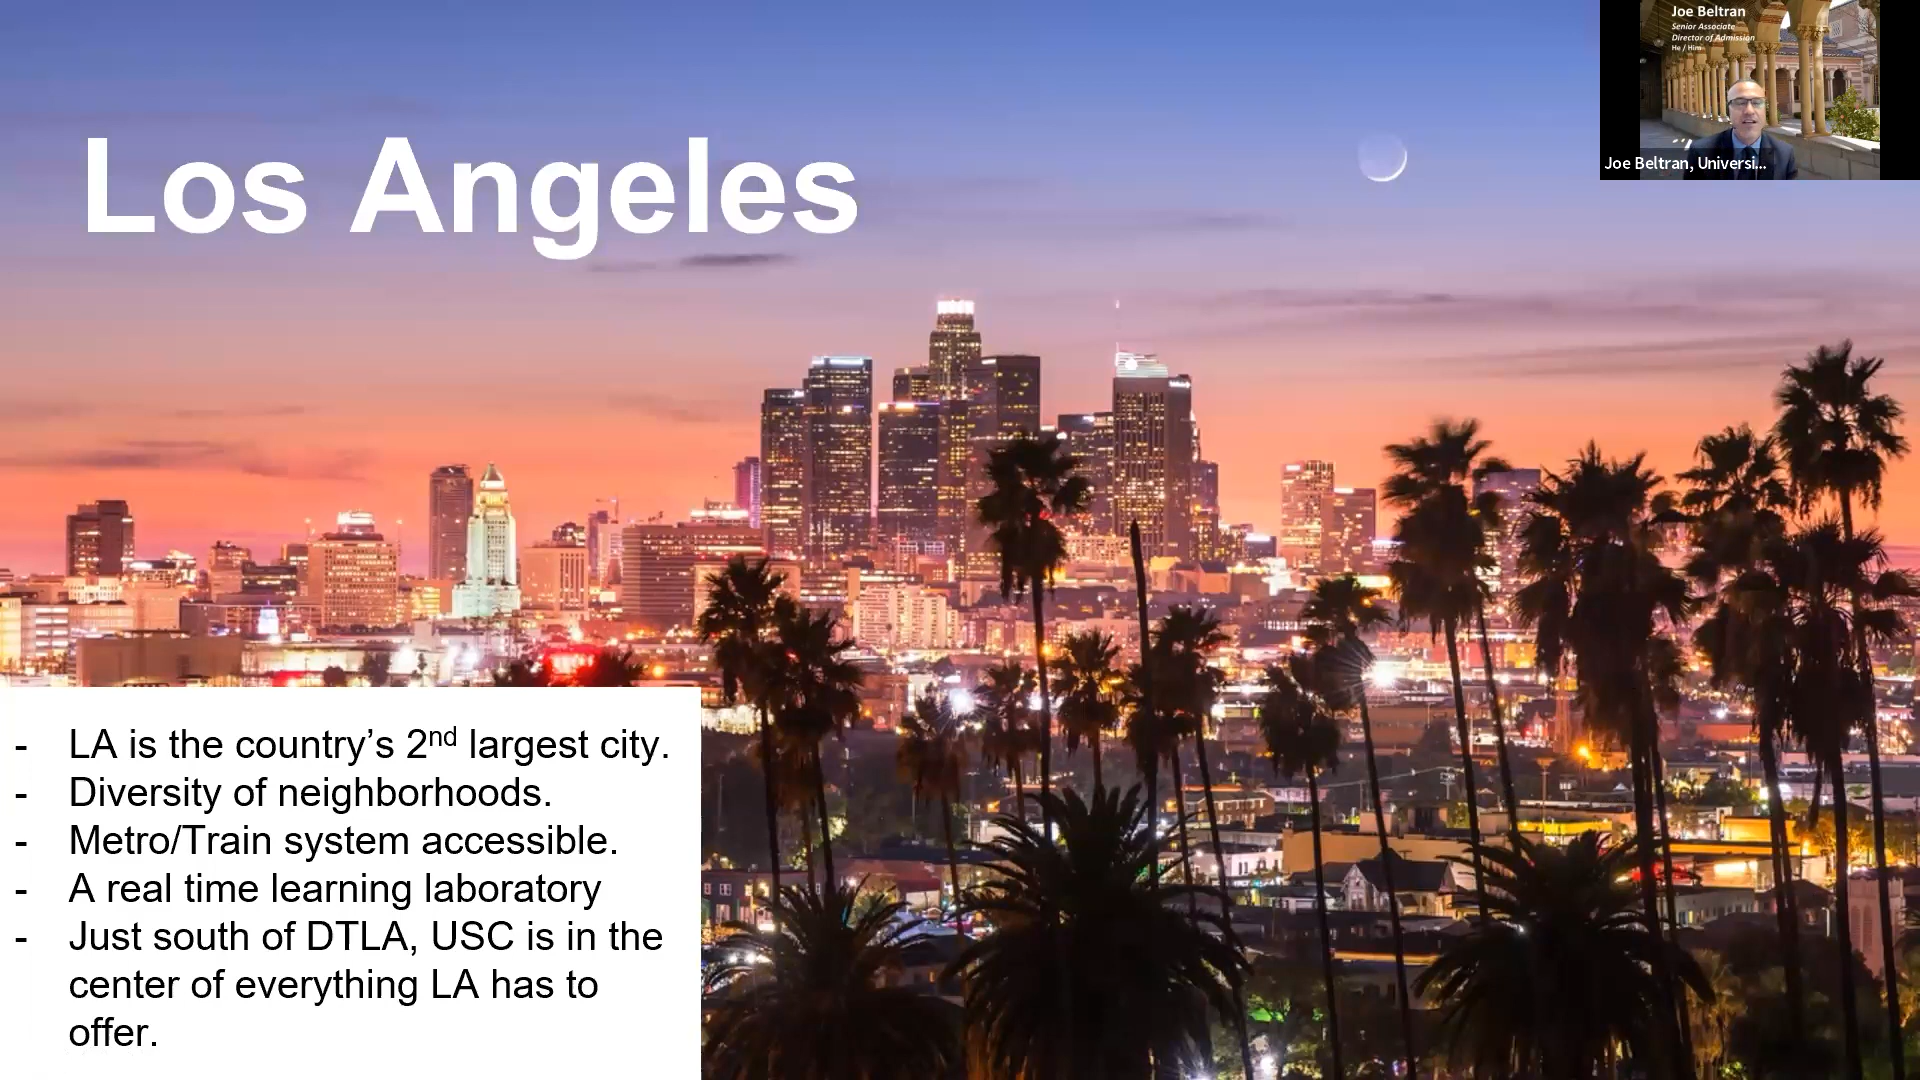 Los Angeles
Joe Beltran
Senior Associate
Director of Admission
He / Him
Joe Beltran, Universi...
- LA is the country’s 2nd largest city.
- Diversity of neighborhoods.
- Metro/Train system accessible.
- A real time learning laboratory
- Just south of DTLA, USC is in the
center of everything LA has to
offer.